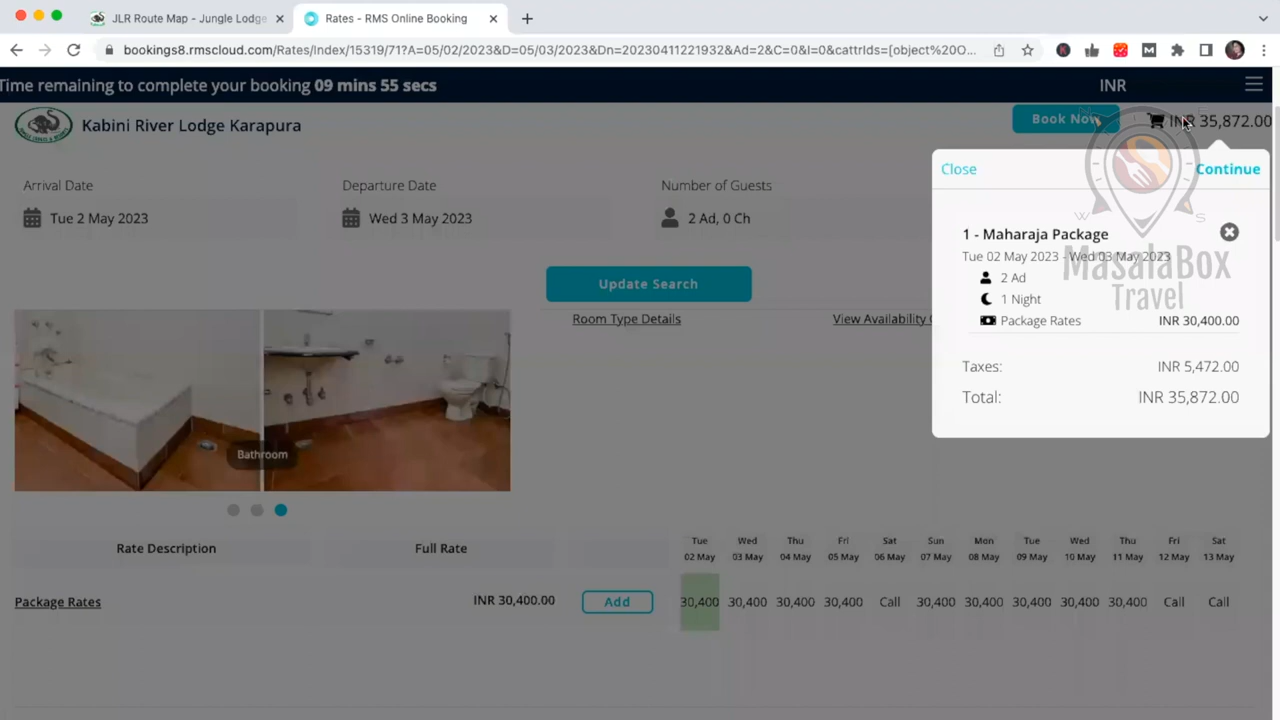 JLR Route Map - Jungle Lodge
Rates - RMS Online Booking
bookings8.rmscloud.com/Rates/Index/15319/71?A=05/02/2023&D=05/03/2023&Dn=20230411221932&Ad=2&C=0&I=0&cattrIds=[object%20O...
Time remaining to complete your booking 09 mins 55 secs
INR
Kabini River Lodge Karapura
Book Now
INR 35,872.00
Close
Continue
Arrival Date
Departure Date
Number of Guests
Tue 2 May 2023
Wed 3 May 2023
2 Ad, 0 Ch
1 - Maharaja Package
Tue 02 May 2023 - Wed 03 May 2023
2 Ad
1 Night
Package Rates INR 30,400.00
Taxes: INR 5,472.00
Total: INR 35,872.00
W S
MasalaBox
Travel
Update Search
Room Type Details
View Availability
Bathroom
Rate Description
Full Rate
Tue Wed Thu Fri Sat Sun Mon Tue Wed Thu Fri Sat
02 May 03 May 04 May 05 May 06 May 07 May 08 May 09 May 10 May 11 May 12 May 13 May
Package Rates INR 30,400.00 Add 30,400 30,400 30,400 30,400 Call 30,400 30,400 30,400 30,400 30,400 Call Call